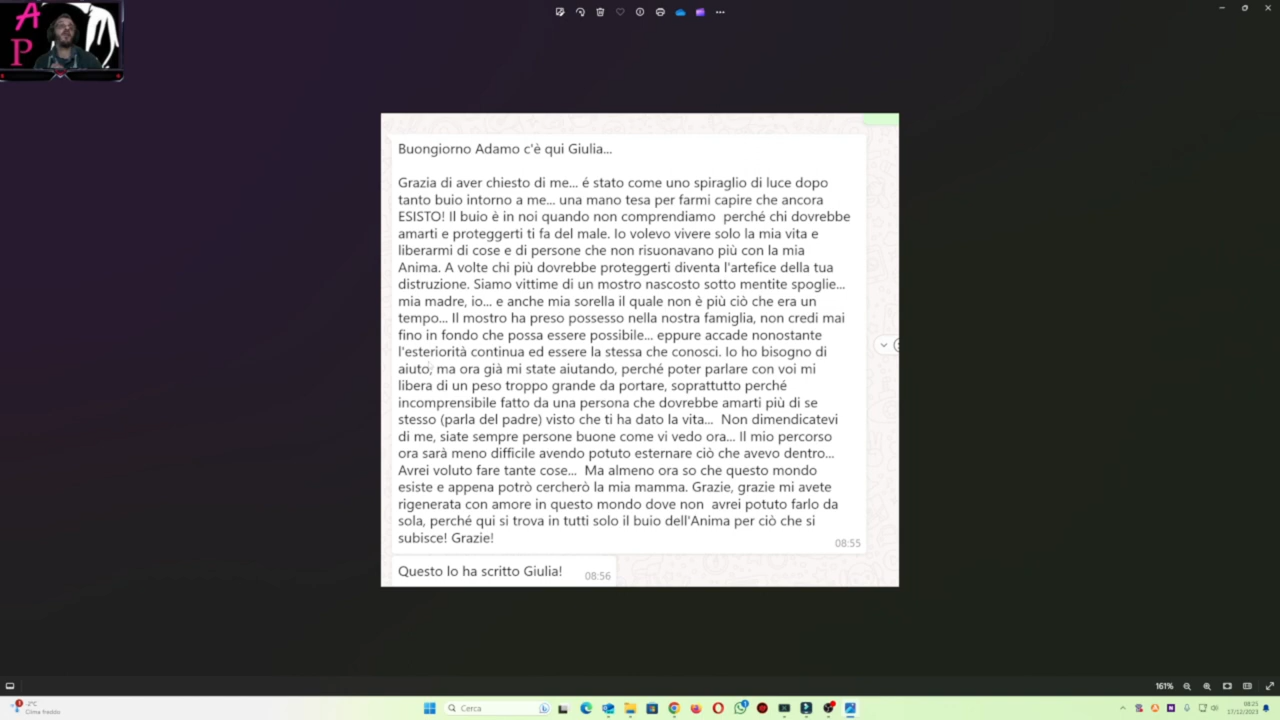 A
P
Buongiorno Adamo c'è qui Giulia...
Grazia di aver chiesto di me... é stato come uno spiraglio di luce dopo
tanto buio intorno a me... una mano tesa per farmi capire che ancora
ESISTO! Il buio è in noi quando non comprendiamo perché chi dovrebbe
amarti e proteggerti ti fa del male. Io volevo vivere solo la mia vita e
liberarmi di cose e di persone che non risuonavano più con la mia
Anima. A volte chi più dovrebbe proteggerti diventa l'artefice della tua
distruzione. Siamo vittime di un mostro nascosto sotto mentite spoglie...
mia madre, io... e anche mia sorella il quale non è più ciò che era un
tempo... Il mostro ha preso possesso nella nostra famiglia, non credi mai
fino in fondo che possa essere possibile... eppure accade nonostante
l'esteriorità continua ed essere la stessa che conosci. Io ho bisogno di
aiuto, ma ora già mi state aiutando, perché poter parlare con voi mi
libera di un peso troppo grande da portare, soprattutto perché
incomprensibile fatto da una persona che dovrebbe amarti più di se
stesso (parla del padre) visto che ti ha dato la vita... Non dimendicatevi
di me, siate sempre persone buone come vi vedo ora... Il mio percorso
ora sarà meno difficile avendo potuto esternare ciò che avevo dentro...
Avrei voluto fare tante cose... Ma almeno ora so che questo mondo
esiste e appena potrò cercherò la mia mamma. Grazie, grazie mi avete
rigenerata con amore in questo mondo dove non avrei potuto farlo da
sola, perché qui si trova in tutti solo il buio dell'Anima per ciò che si
subisce! Grazie!
08:55
Questo lo ha scritto Giulia!
08:56
161%
-2°C
Clima freddo
Cerca
08:25
17/12/2023